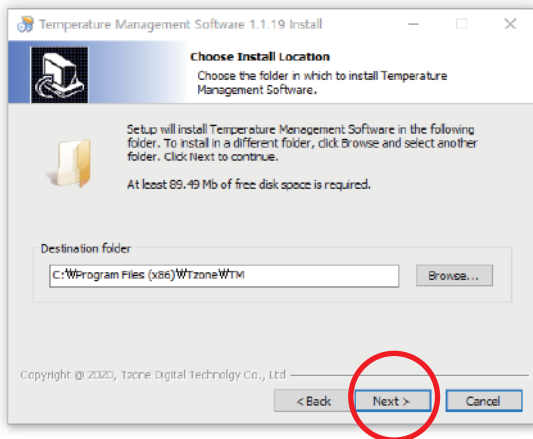 Temperature Management Software 1.1.19 Install
Choose Install Location
Choose the folder in which to install Temperature
Management Software.
Setup will install Temperature Management Software in the following
folder. To install in a different folder, click Browse and select another
folder. Click Next to continue.
At least 89.49 Mb of free disk space is required.
Destination folder
C:₩Program Files (x86)₩Tzone₩TM
Browse...
Copyright @ 2020, Tzone Digital Technolgy Co., Ltd
< Back
Next >
Cancel